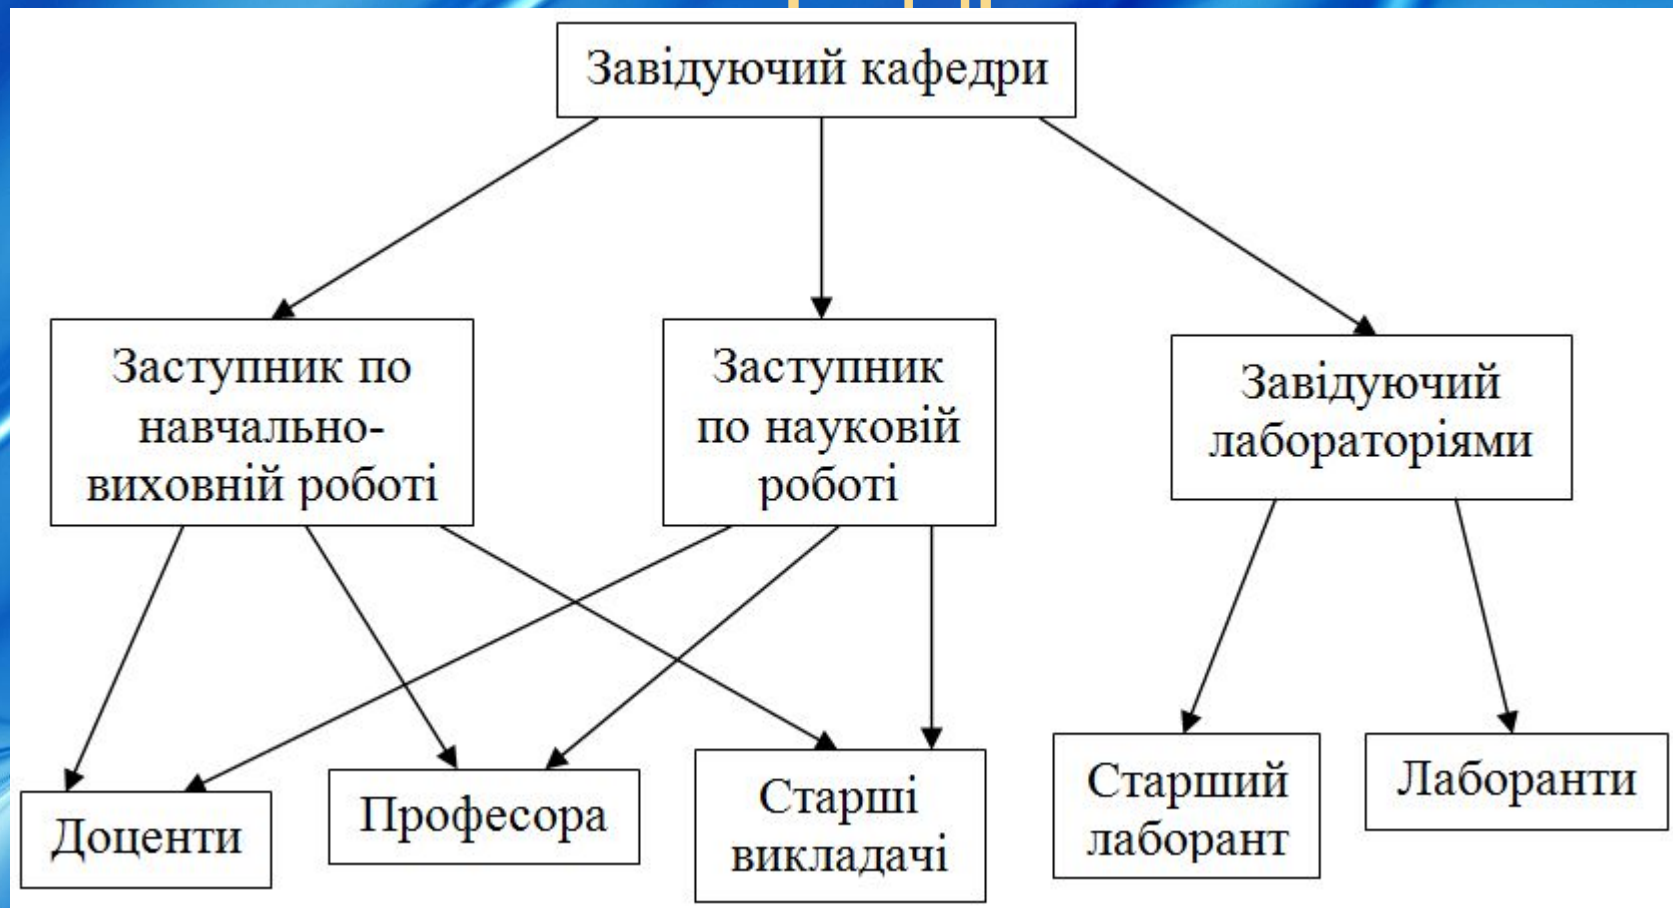 Завідуючий кафедри
Заступник по
навчально-
виховній роботі
Заступник
по науковій
роботі
Завідуючий
лабораторіями
Доценти
Професора
Старші
викладачі
Старший
лаборант
Лаборанти